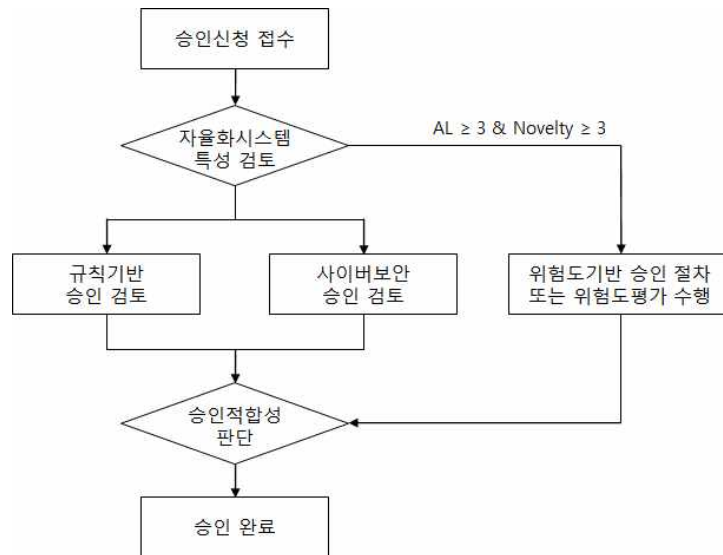 승인신청 접수
자율화시스템
특성 검토
AL ≥ 3 & Novelty ≥ 3
규칙기반
승인 검토
사이버보안
승인 검토
위험도기반 승인 절차
또는 위험도평가 수행
승인적합성
판단
승인 완료